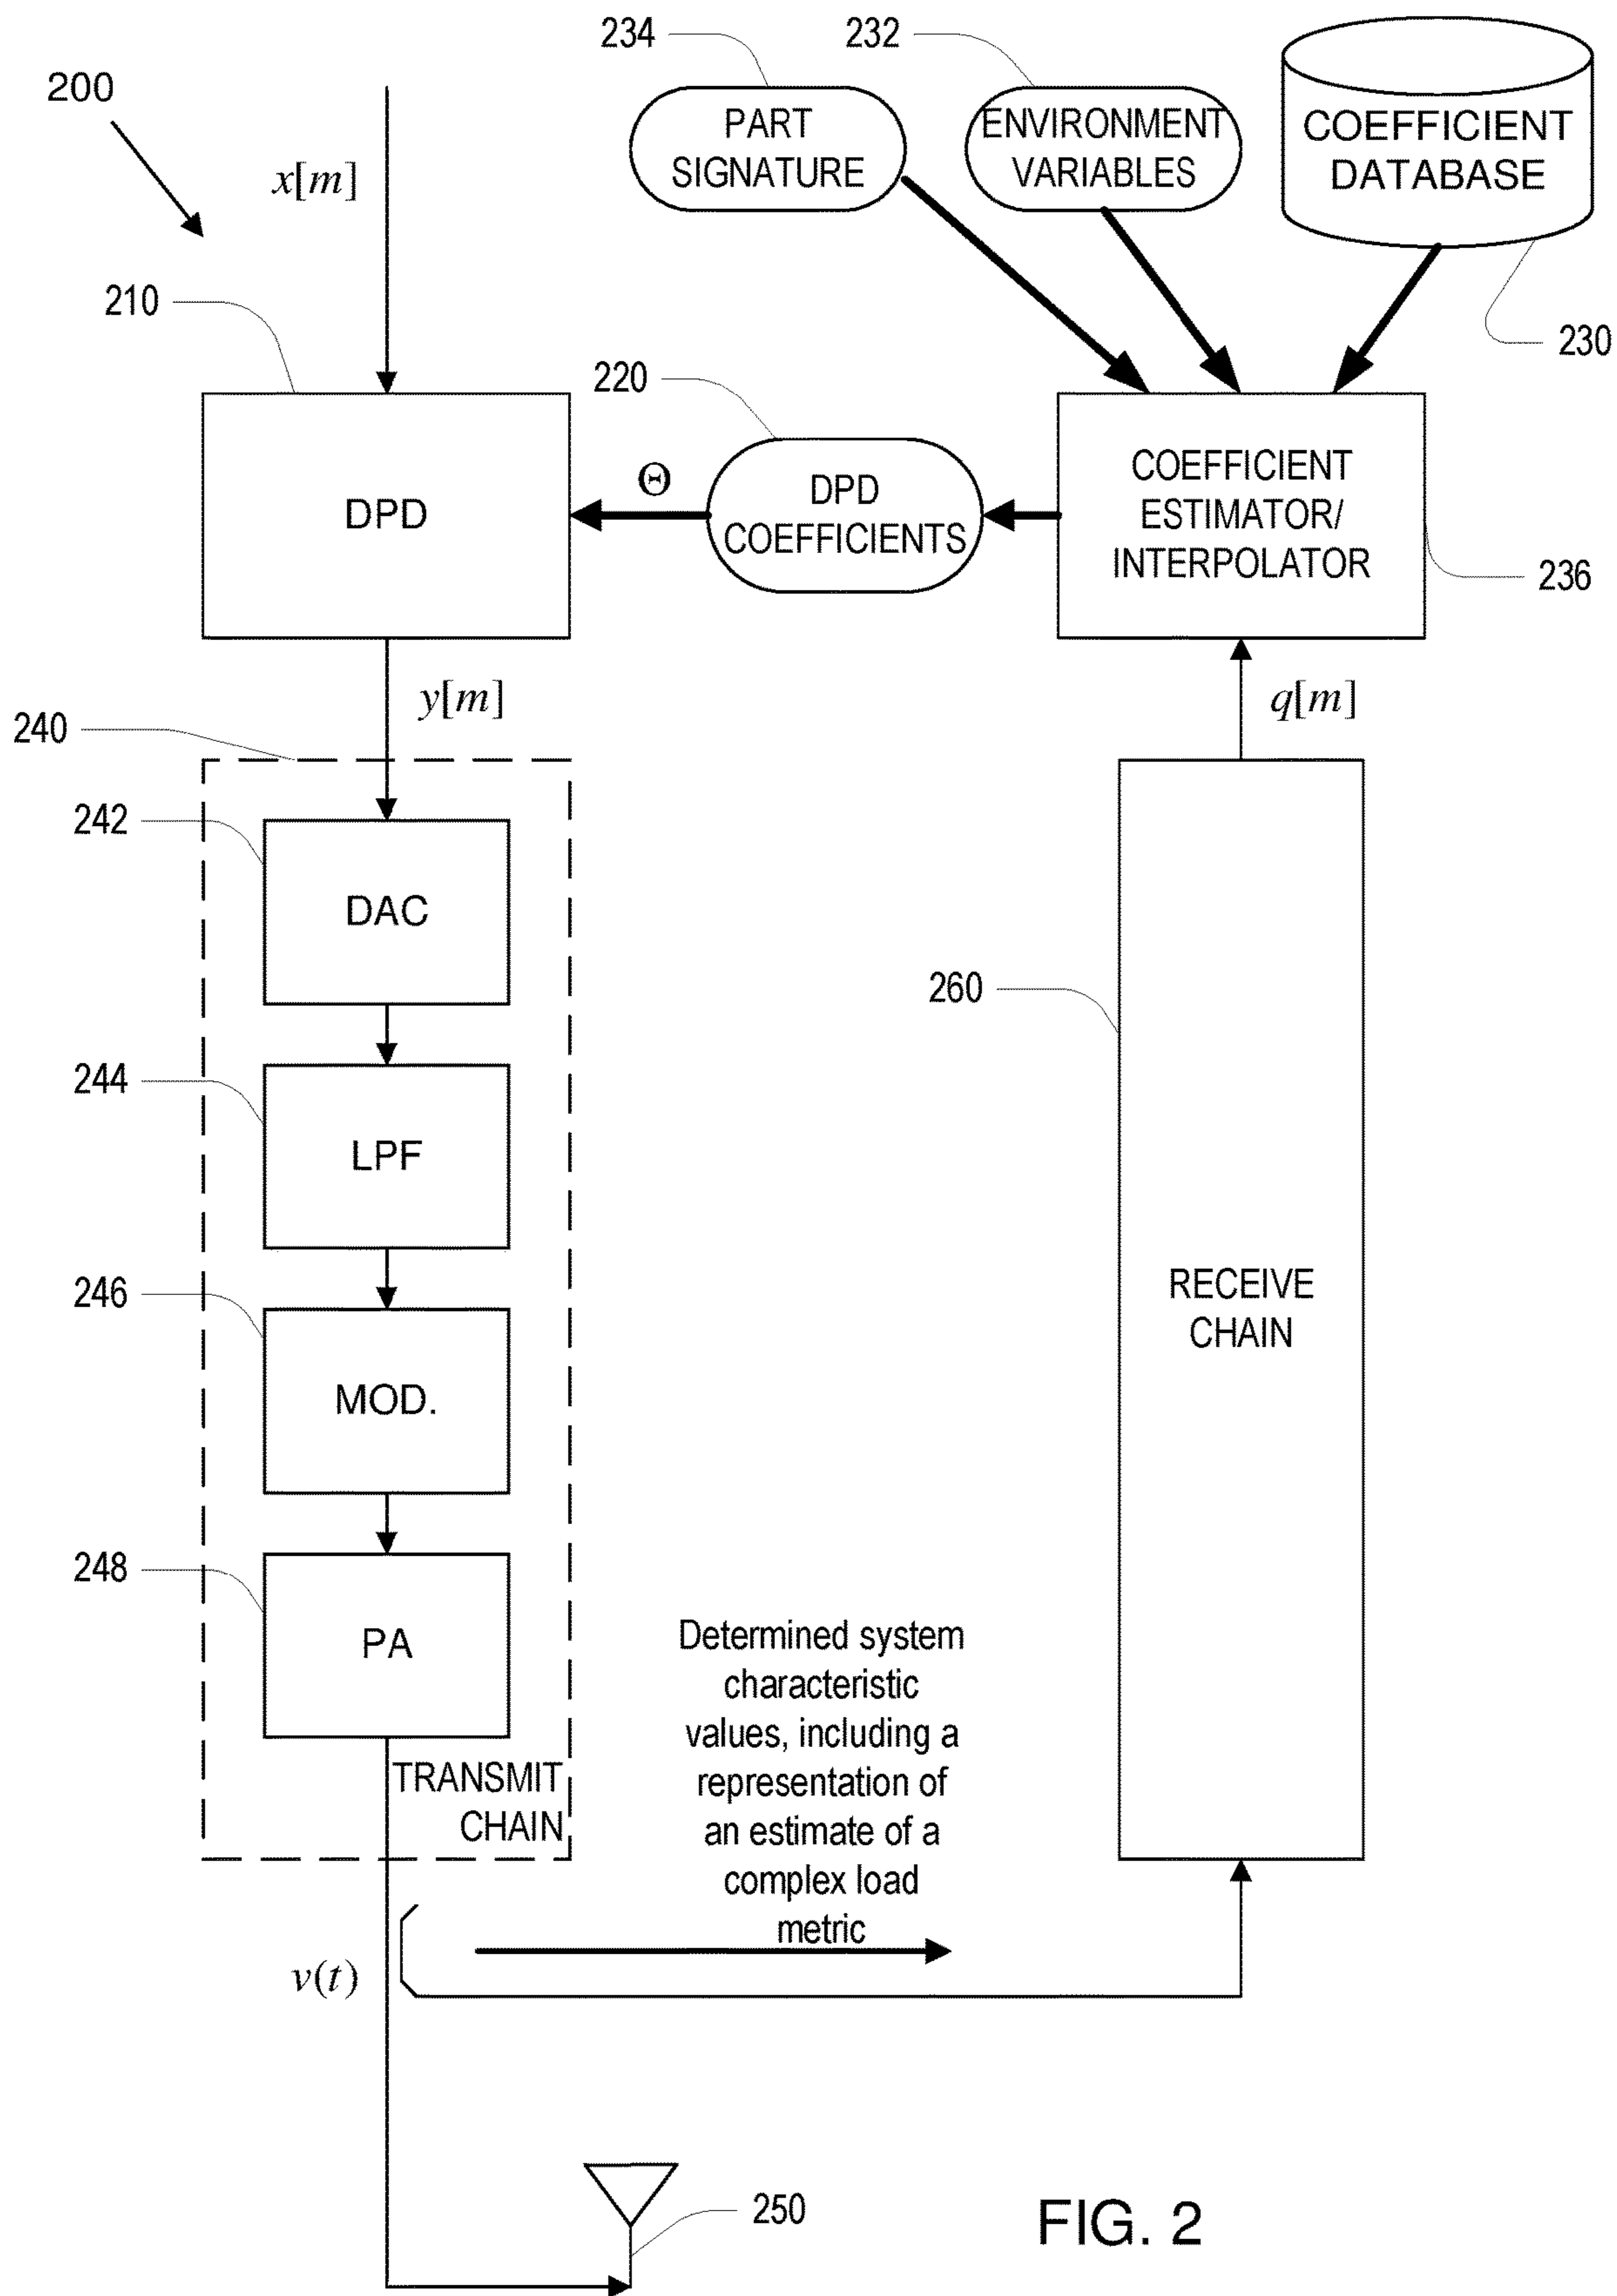 234
232
200
PART
SIGNATURE
ENVIRONMENT
VARIABLES
COEFFICIENT
DATABASE
x[m]
210
230
220
DPD
Θ
DPD
COEFFICIENTS
COEFFICIENT
ESTIMATOR/
INTERPOLATOR
236
y[m]
q[m]
240
242
DAC
260
244
LPF
246
MOD.
RECEIVE
CHAIN
248
PA
TRANSMIT
CHAIN
Determined system
characteristic
values, including a
representation of
an estimate of a
complex load
metric
v(t)
250
FIG. 2